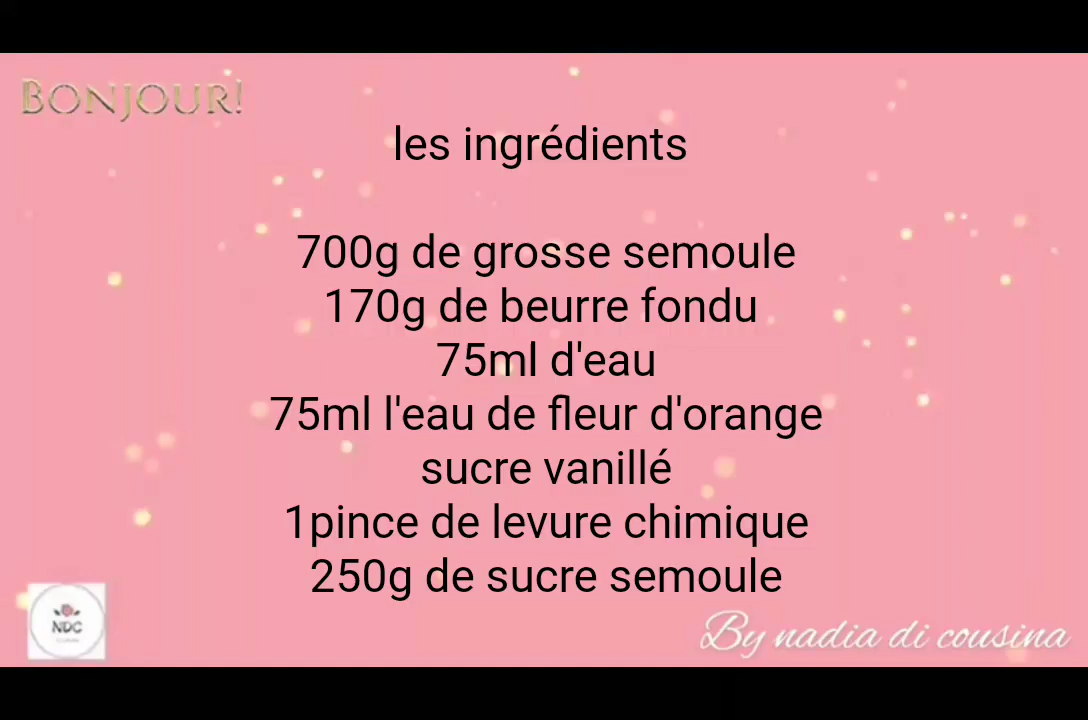 BONJOUR!
les ingrédients
700g de grosse semoule
170g de beurre fondu
75ml d'eau
75ml l'eau de fleur d'orange
sucre vanillé
1pince de levure chimique
250g de sucre semoule
NDC
By nadia di cousina